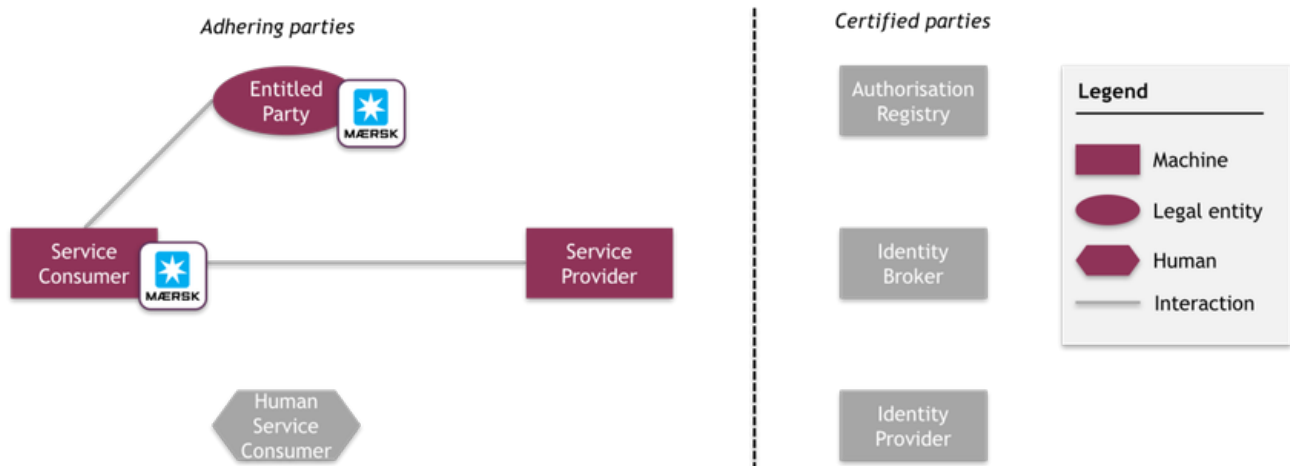 Adhering parties
Certified parties
Entitled
Party
MÆRSK
Authorisation
Registry
Legend
Machine
Legal entity
Human
Interaction
Service
Consumer
MÆRSK
Service
Provider
Identity
Broker
Human
Service
Consumer
Identity
Provider